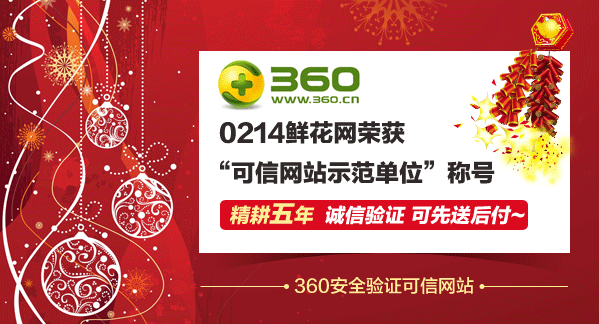 360
www.360.cn
0214鲜花网荣获
“可信网站示范单位”称号
精耕五年 诚信验证 可先送后付~
360安全验证可信网站